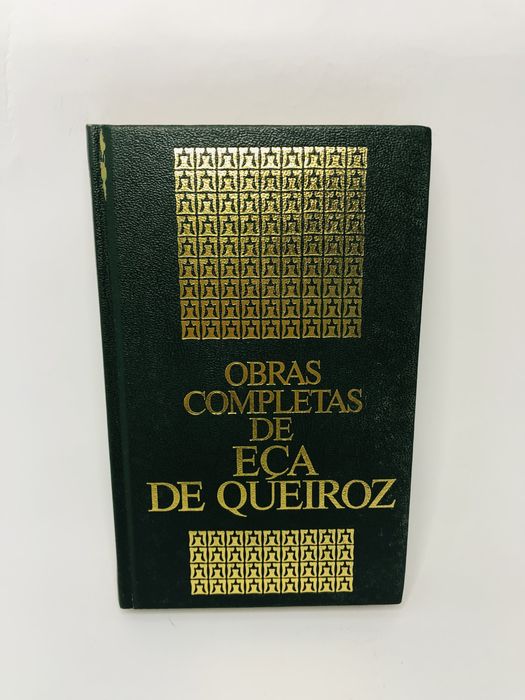 OBRAS
COMPLETAS
DE
EÇA
DE QUEIROZ